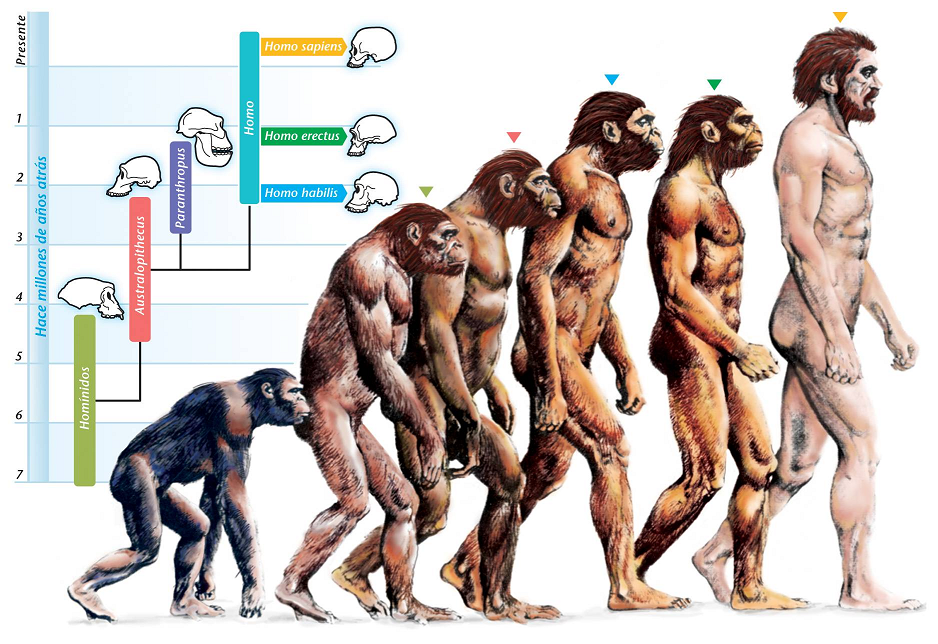 Presente
1
2
3
4
5
6
7
Hace millones de años atrás
Homínidos
Australopithecus
Paranthropus
Homo
Homo sapiens
Homo erectus
Homo habilis